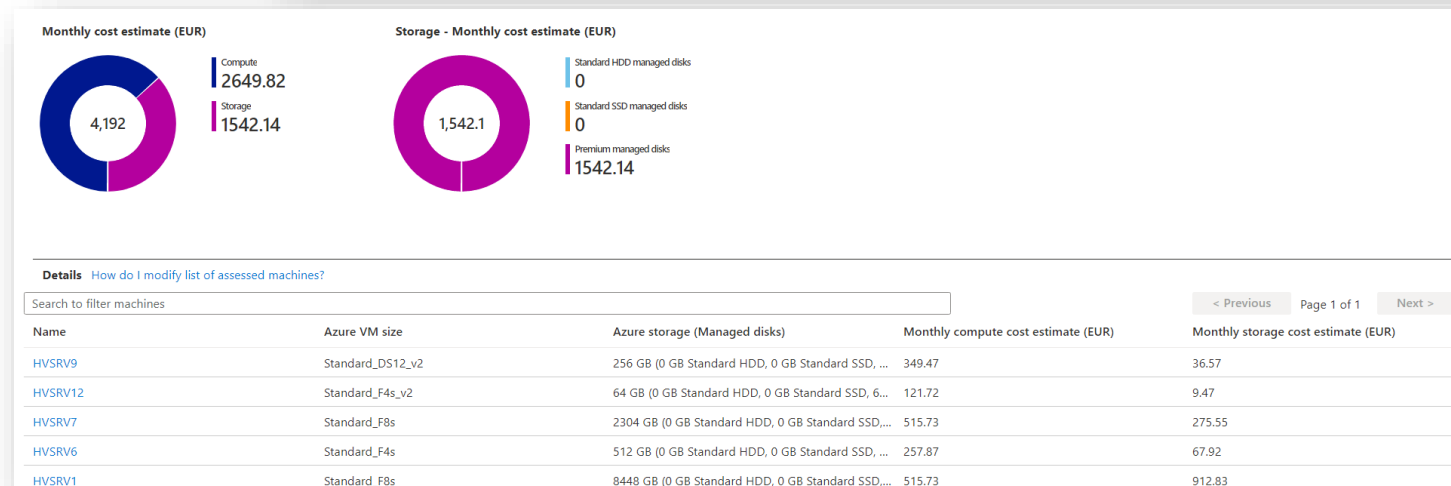 Monthly cost estimate (EUR)
4,192
Compute
2649.82
Storage
1542.14
Storage - Monthly cost estimate (EUR)
1,542.1
Standard HDD managed disks
0
Standard SSD managed disks
0
Premium managed disks
1542.14
Details How do I modify list of assessed machines?
Search to filter machines
< Previous Page 1 of 1 Next >
Name Azure VM size Azure storage (Managed disks) Monthly compute cost estimate (EUR) Monthly storage cost estimate (EUR)
HVSRV9 Standard_DS12_v2 256 GB (0 GB Standard HDD, 0 GB Standard SSD, ... 349.47 36.57
HVSRV12 Standard_F4s_v2 64 GB (0 GB Standard HDD, 0 GB Standard SSD, 6... 121.72 9.47
HVSRV7 Standard_F8s 2304 GB (0 GB Standard HDD, 0 GB Standard SSD,... 515.73 275.55
HVSRV6 Standard_F4s 512 GB (0 GB Standard HDD, 0 GB Standard SSD, ... 257.87 67.92
HVSRV1 Standard_F8s 8448 GB (0 GB Standard HDD, 0 GB Standard SSD,... 515.73 912.83